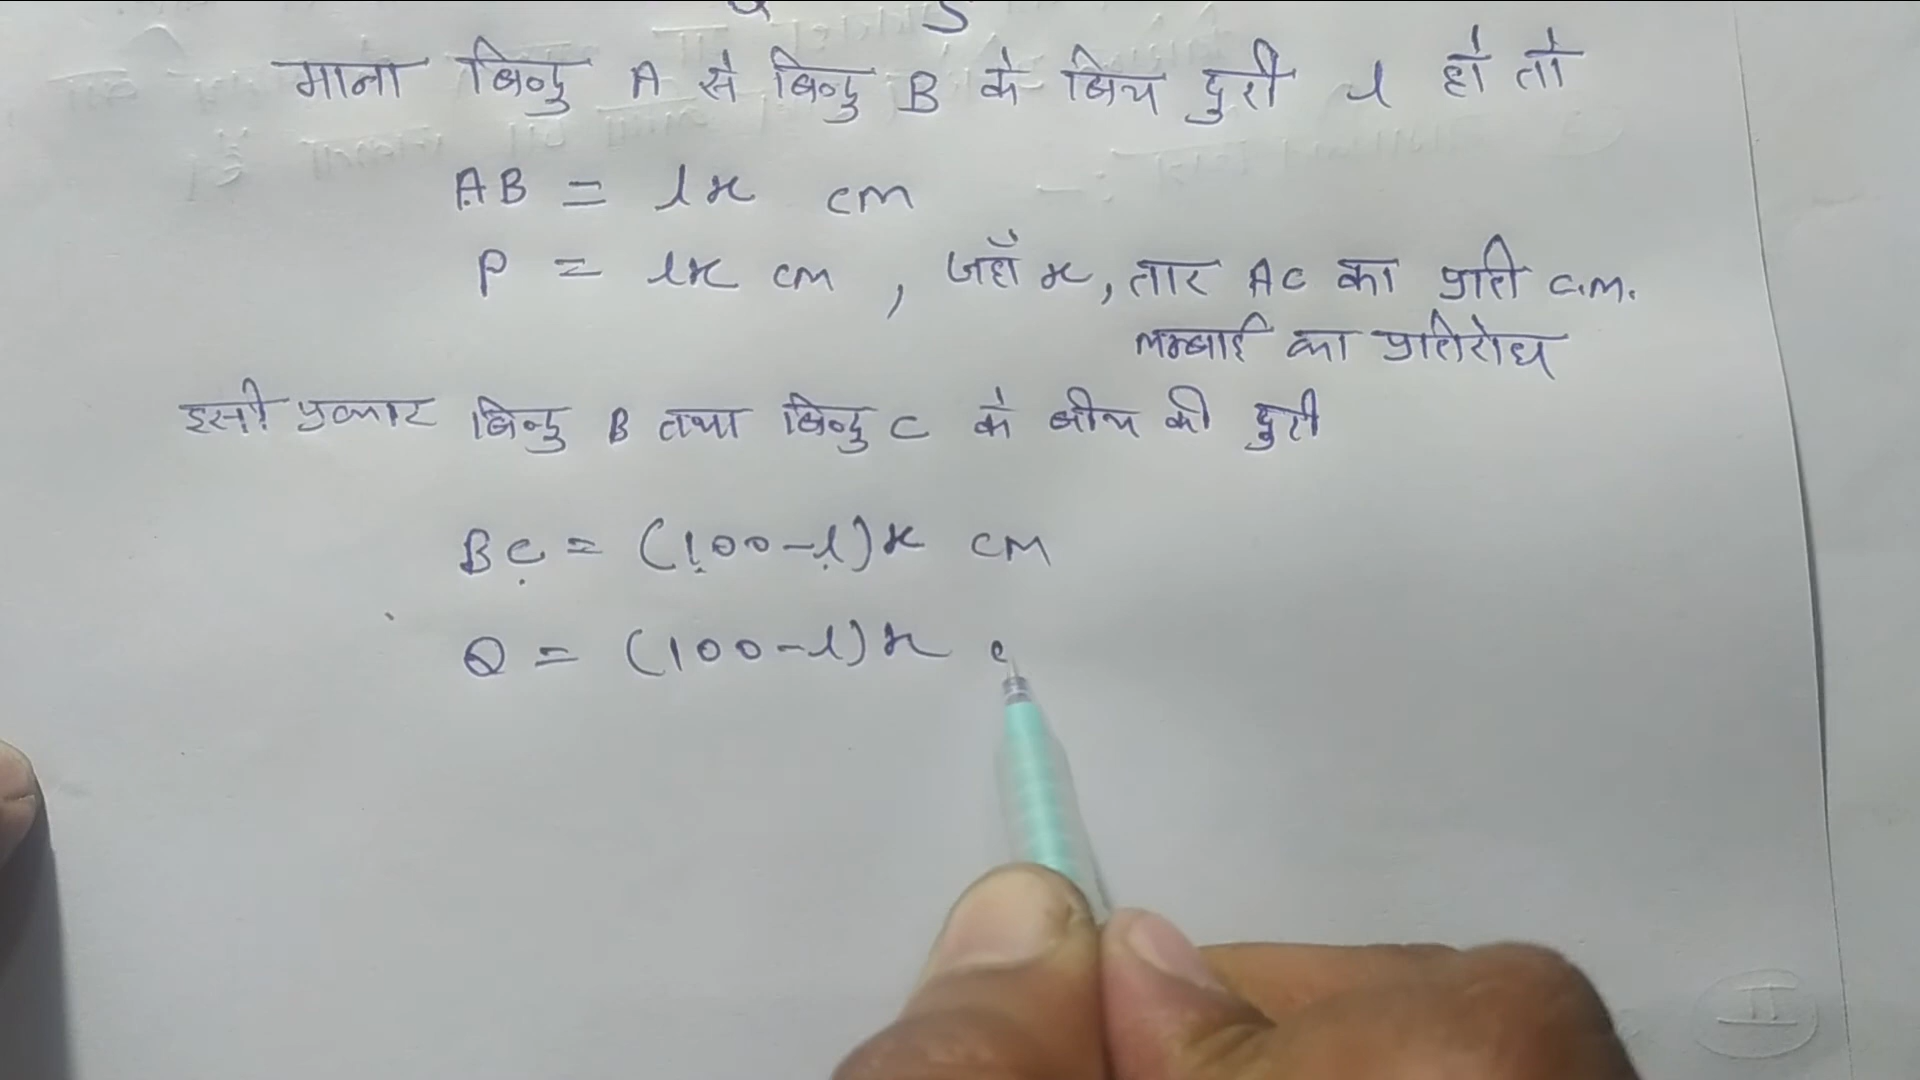 माना बिन्दु A से बिन्दु B के बिच दुरी l हो तो
AB = lx cm
P = lx cm , जहाँ x, तार AC का प्रति c.m.
लम्बाई का प्रतिरोध
इसी प्रकार बिन्दु B तथा बिन्दु C के बीच की दुरी
BC = (100-l)x cm
Q = (100-l)x c